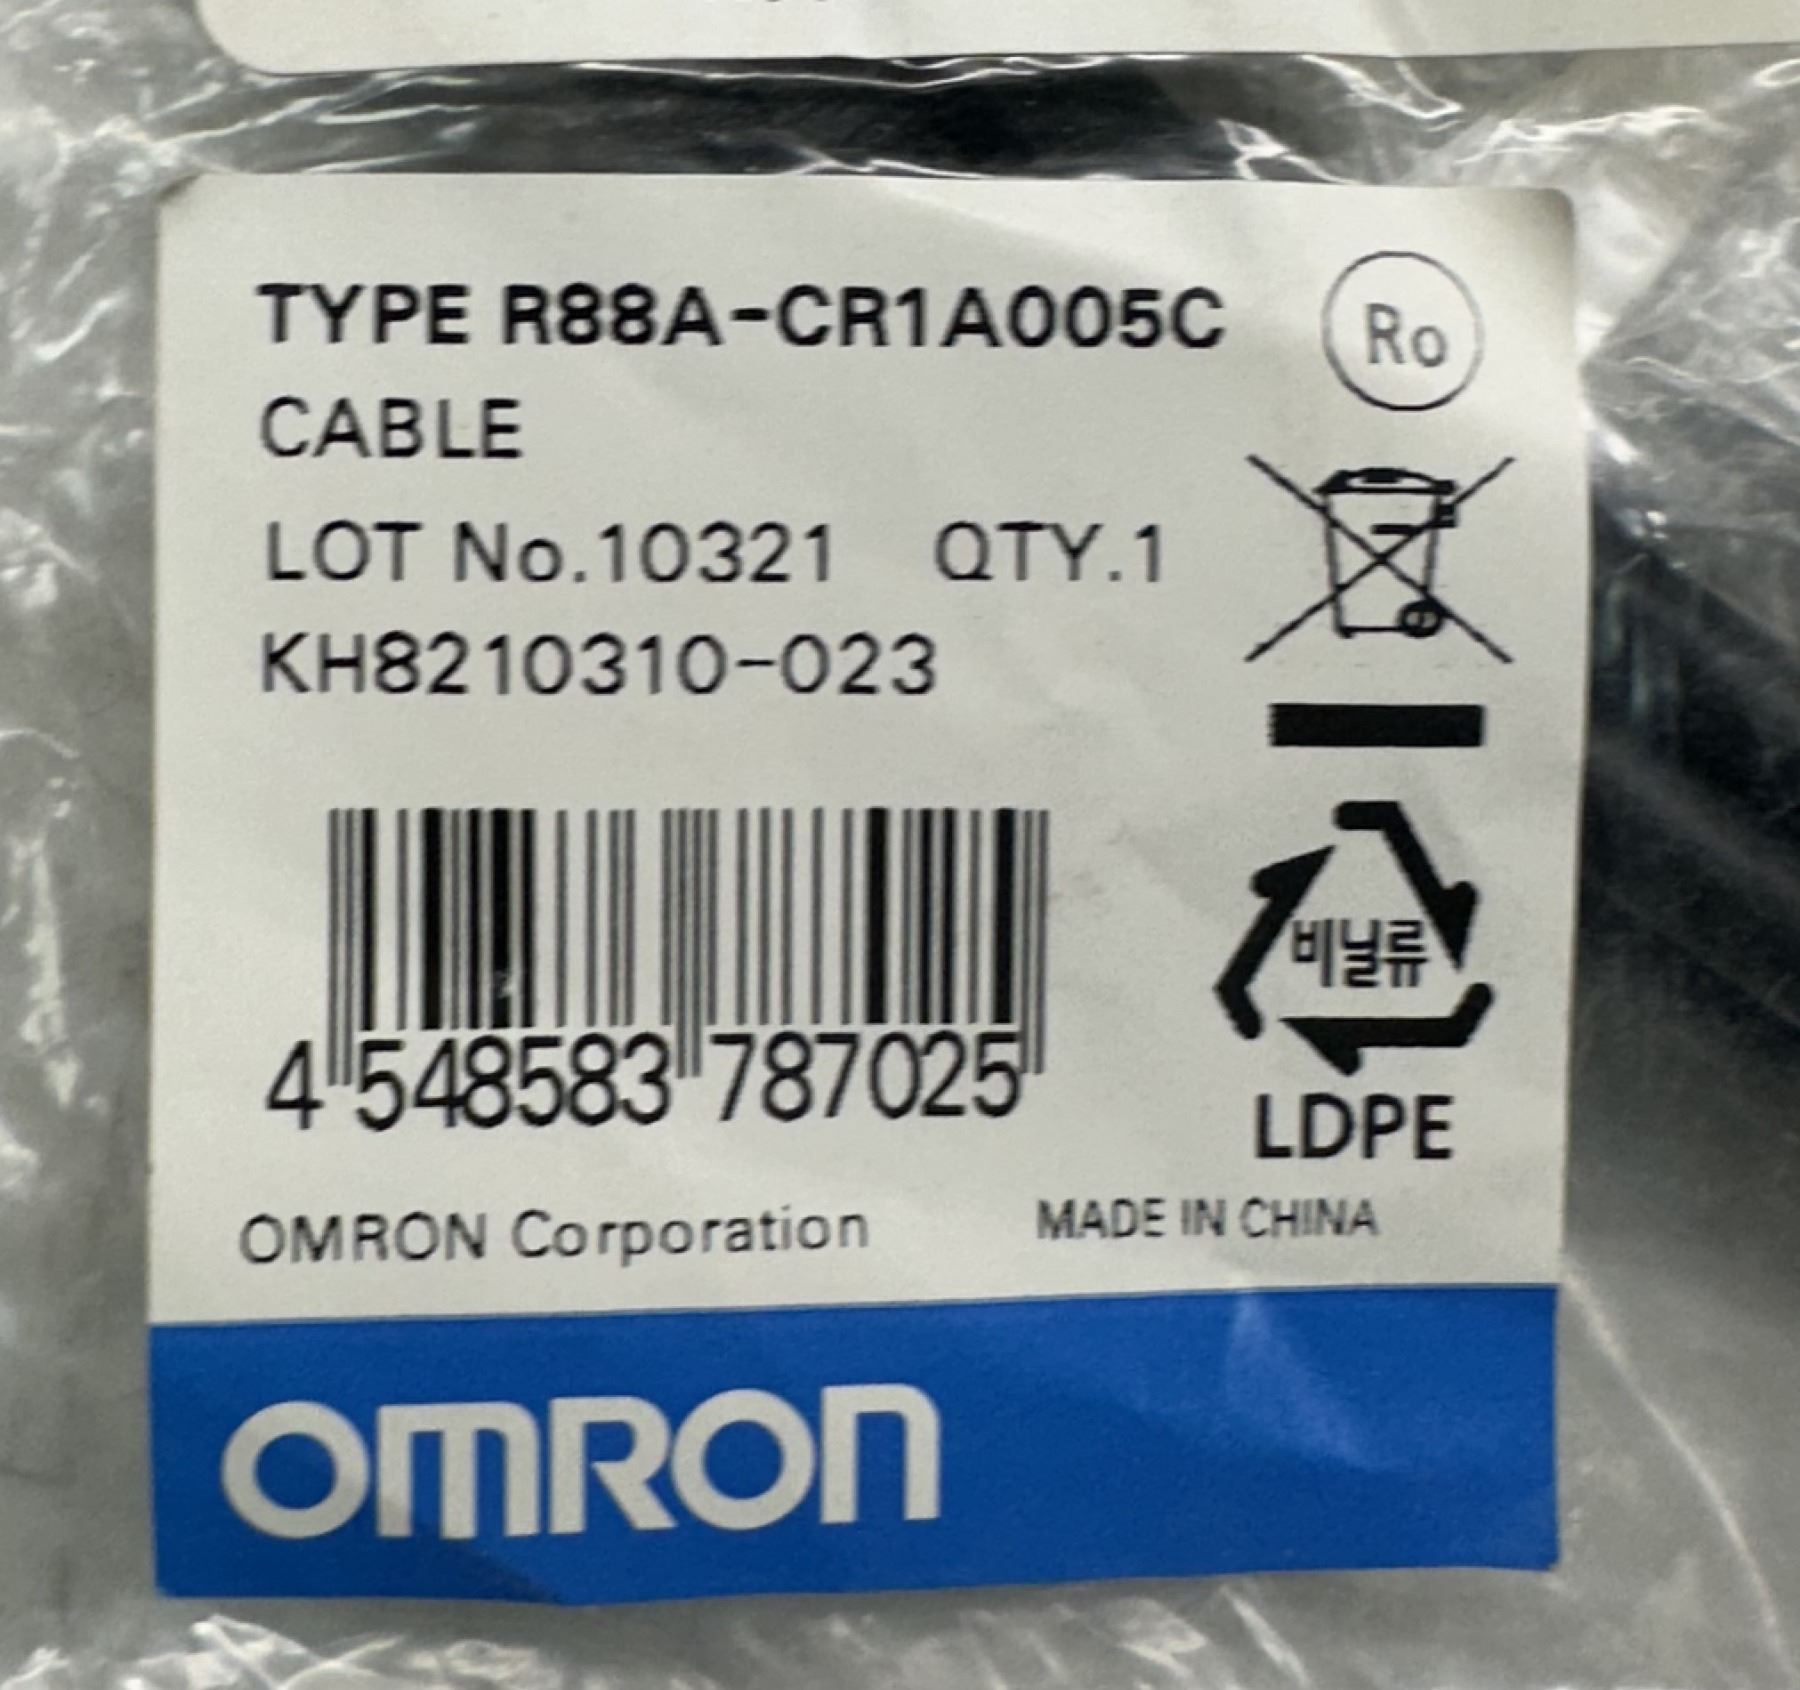 TYPE R88A-CR1A005C
Ro
CABLE
LOT No.10321 QTY.1
KH8210310-023
비닐류
4 548583 787025
LDPE
OMRON Corporation MADE IN CHINA
OMRON